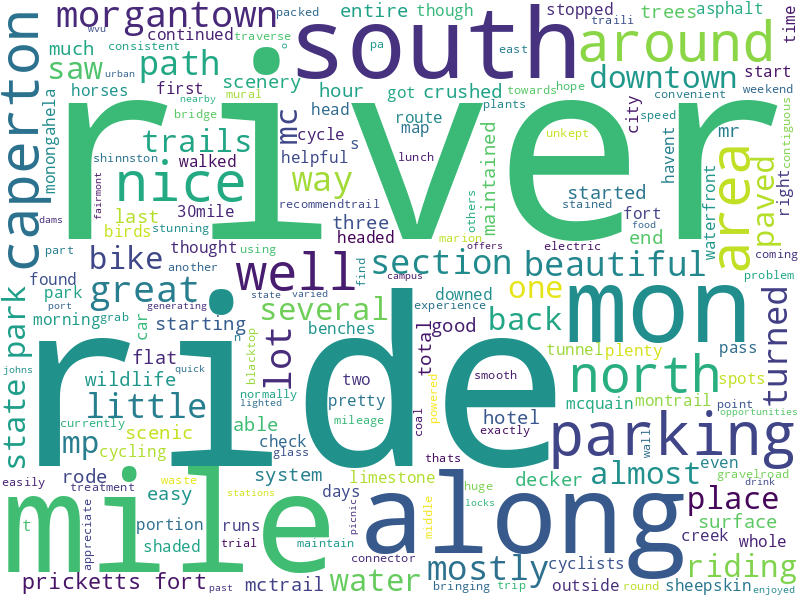 morgantown
wvu
packed
traverse
south
entire
though
stopped
traili
trees
asphalt
time
consistent
continued
pa
east
around
much
path
saw
urban
scenery
hour
got
crushed
towards
hope
downtown
start
weekend
caperton
horses
first
nearby
mural
bridge
head
route
map
plants
convenient
speed
contiguous
city
mr
monongahela
river
trails
mc
cycle
s
helpful
lunch
maintained
unkept
havent
area
paved
shinnston
walked
nice
way
started
stained
right
fairmont
last
30mile
recommendtrail
others
fort
food
waterfront
dams
birds
stunning
three
headed
marion
offers
electric
end
coming
part
using
thought
bike
well
section
beautiful
problem
found
another
find
campus
great
one
mon
state
park
port
generating
state
varied
experience
several
downed
back
turned
morning
grab
car
starting
n
lot
benches
total
good
tunnel
plenty
pass
johns
flat
ride
smooth
north
quick
wildlife
blacktop
two
powered
mcquain
montrail
spots
little
normally
lighted
pretty
coal
hotel
point
opportunities
currently
scenic
able
mileage
exactly
parking
mp
cycling
check
glass
thats
wall
even
easily
rode
system
decker
almost
gravelroad
drink
mile
waste
limestone
huge
along
place
t
treatment
easy
stations
days
middle
locks
surface
appreciate
portion
runs
picnic
creek
whole
shaded
trial
maintain
connector
water
mostly
cyclists
outside
riding
pricketts fort
past
mctrail
bringing
trip
round
sheepskin
enjoyed